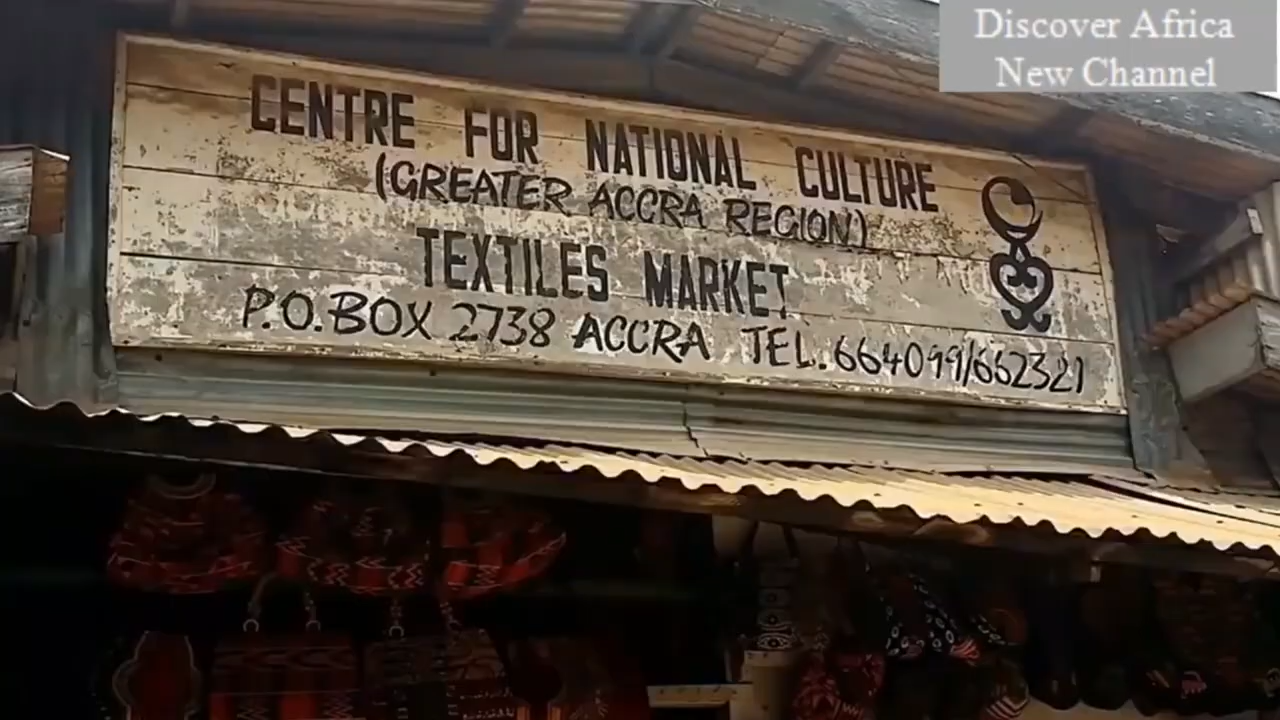 Discover Africa
New Channel
CENTRE FOR NATIONAL CULTURE
(GREATER ACCRA REGION)
TEXTILES MARKET
P.O.BOX 2738 ACCRA TEL.664099/662321